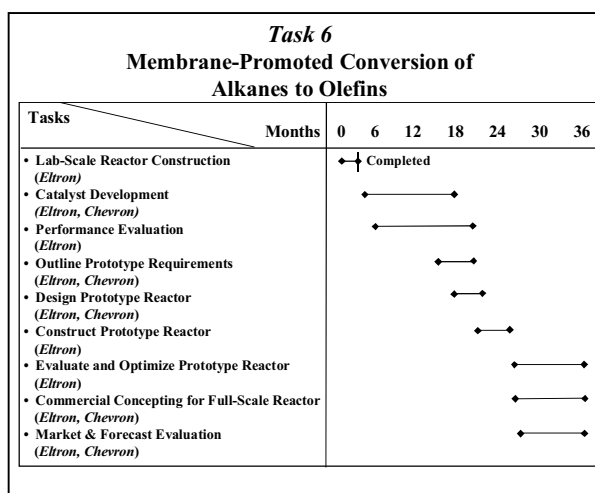 Task 6
Membrane-Promoted Conversion of
Alkanes to Olefins
Tasks
Months
0 6 12 18 24 30 36
• Lab-Scale Reactor Construction
(Eltron)
Completed
• Catalyst Development
(Eltron, Chevron)
• Performance Evaluation
(Eltron)
• Outline Prototype Requirements
(Eltron, Chevron)
• Design Prototype Reactor
(Eltron, Chevron)
• Construct Prototype Reactor
(Eltron)
• Evaluate and Optimize Prototype Reactor
(Eltron)
• Commercial Concepting for Full-Scale Reactor
(Eltron, Chevron)
• Market & Forecast Evaluation
(Eltron, Chevron)